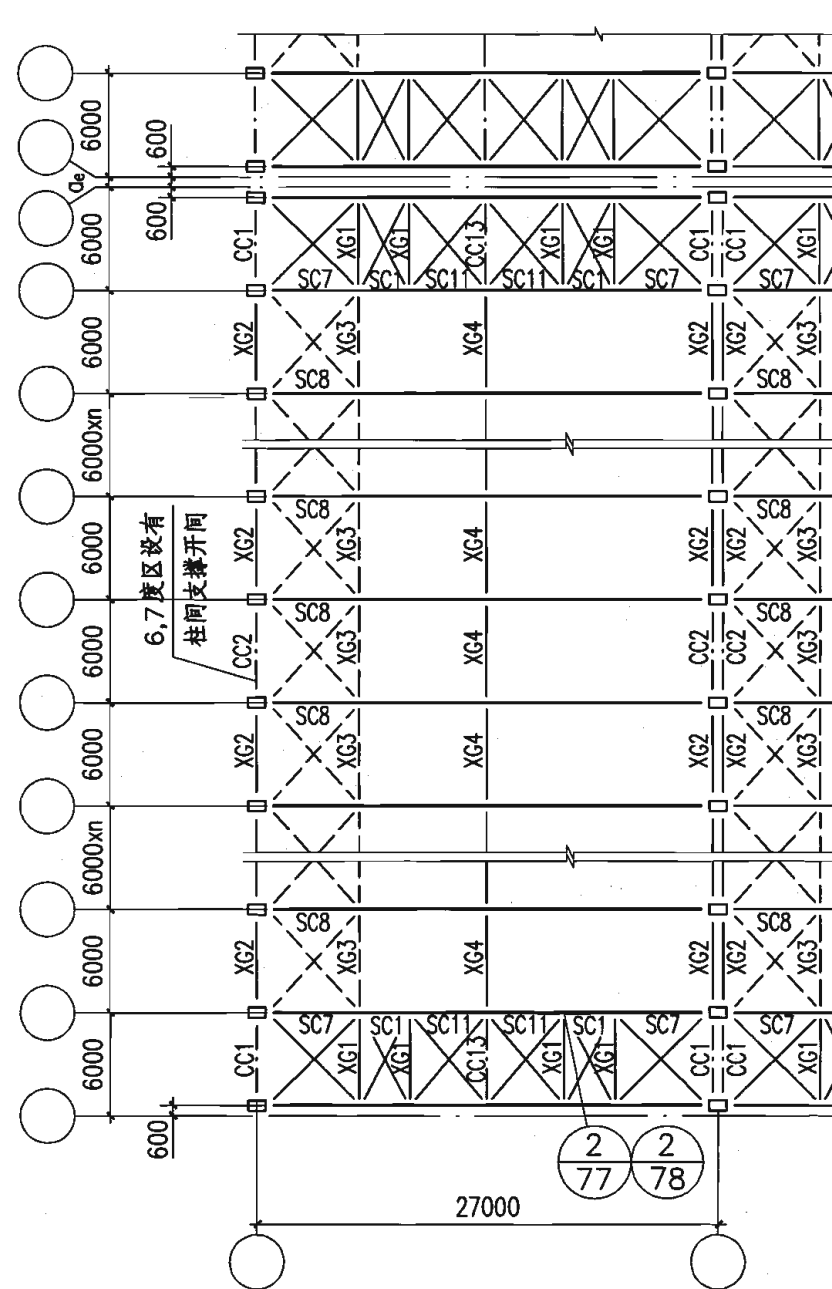 6000
600
ae
600
6000
CC1
XG1
XG1
CC13
XG1
XG1
CC1
CC1
XG1
SC7
SC1
SC11
SC11
SC1
SC7
SC7
6000
XG2
XG3
XG4
XG2
XG2
XG3
SC8
SC8
6000xn
SC8
SC8
6000
XG2
XG3
XG4
XG2
XG2
XG3
6,7度区设有
柱间支撑开间
SC8
SC8
6000
CC2
XG3
XG4
CC2
CC2
XG3
SC8
SC8
6000
XG2
XG3
XG4
XG2
XG2
XG3
6000xn
SC8
SC8
6000
XG2
XG3
XG4
XG2
XG2
XG3
SC7
SC1
SC11
SC11
SC1
SC7
SC7
6000
CC1
XG1
XG1
CC13
XG1
XG1
CC1
CC1
XG1
600
2
77
2
78
27000